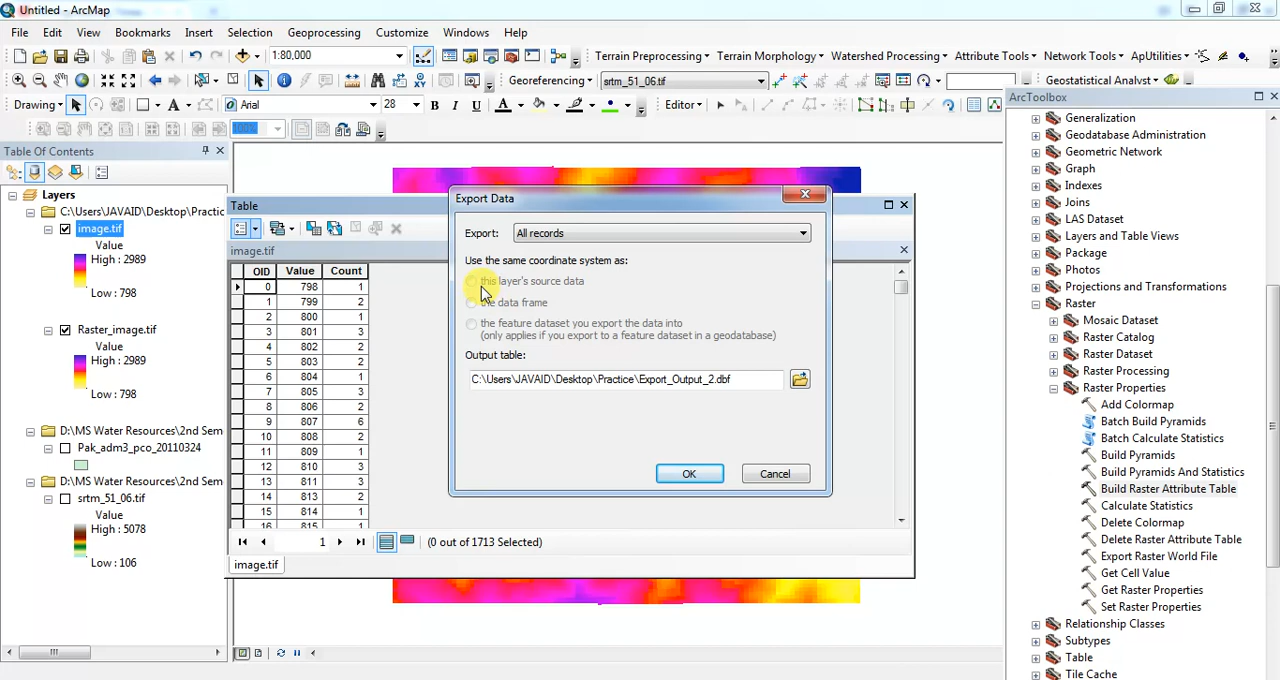 Untitled - ArcMap
File Edit View Bookmarks Insert Selection Geoprocessing Customize Windows Help
1:80,000 Terrain Preprocessing Terrain Morphology Watershed Processing Attribute Tools Network Tools ApUtilities
Georeferencing srtm_51_06.tif Geostatistical Analyst
Drawing A Arial 28 B I U A Editor
100%
Table Of Contents
Layers
C:\Users\JAVAID\Desktop\Practic
image.tif
Value
High : 2989
Low : 798
Raster_image.tif
Value
High : 2989
Low : 798
D:\MS Water Resources\2nd Sem
Pak_adm3_pco_20110324
D:\MS Water Resources\2nd Sem
srtm_51_06.tif
Value
High : 5078
Low : 106
Table
image.tif
OID Value Count
0 798 1
1 799 2
2 800 1
3 801 3
4 802 2
5 803 2
6 804 1
7 805 3
8 806 2
9 807 6
10 808 2
11 809 1
12 810 3
13 811 3
14 813 2
15 814 1
16 815 1
1 (0 out of 1713 Selected)
image.tif
Export Data
Export: All records
Use the same coordinate system as:
this layer's source data
the data frame
the feature dataset you export the data into
(only applies if you export to a feature dataset in a geodatabase)
Output table:
C:\Users\JAVAID\Desktop\Practice\Export_Output_2.dbf
OK Cancel
ArcToolbox
Generalization
Geodatabase Administration
Geometric Network
Graph
Indexes
Joins
LAS Dataset
Layers and Table Views
Package
Photos
Projections and Transformations
Raster
Mosaic Dataset
Raster Catalog
Raster Dataset
Raster Processing
Raster Properties
Add Colormap
Batch Build Pyramids
Batch Calculate Statistics
Build Pyramids
Build Pyramids And Statistics
Build Raster Attribute Table
Calculate Statistics
Delete Colormap
Delete Raster Attribute Table
Export Raster World File
Get Cell Value
Get Raster Properties
Set Raster Properties
Relationship Classes
Subtypes
Table
Tile Cache